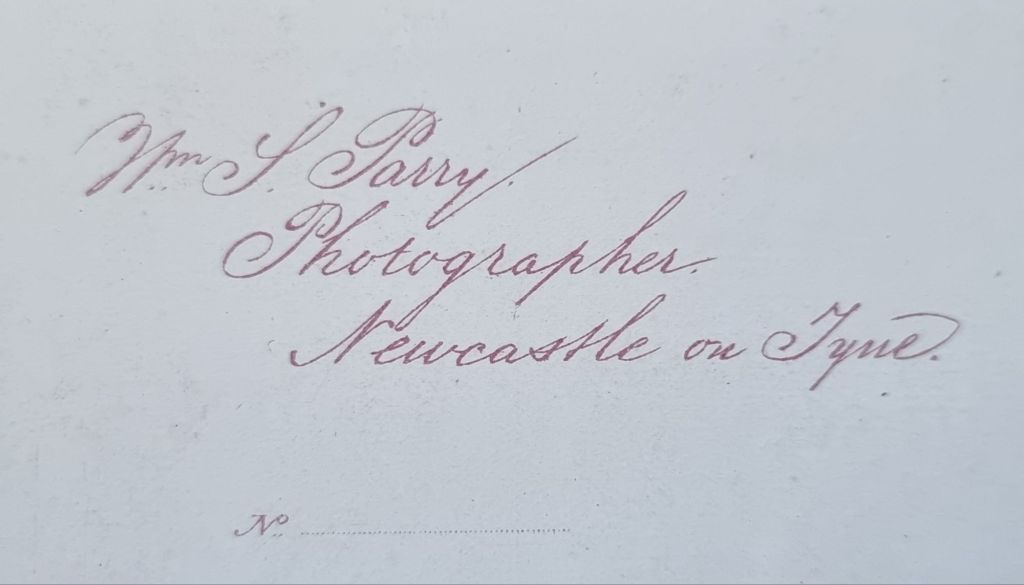 Wm S. Parry.
Photographer.
Newcastle on Tyne.
No